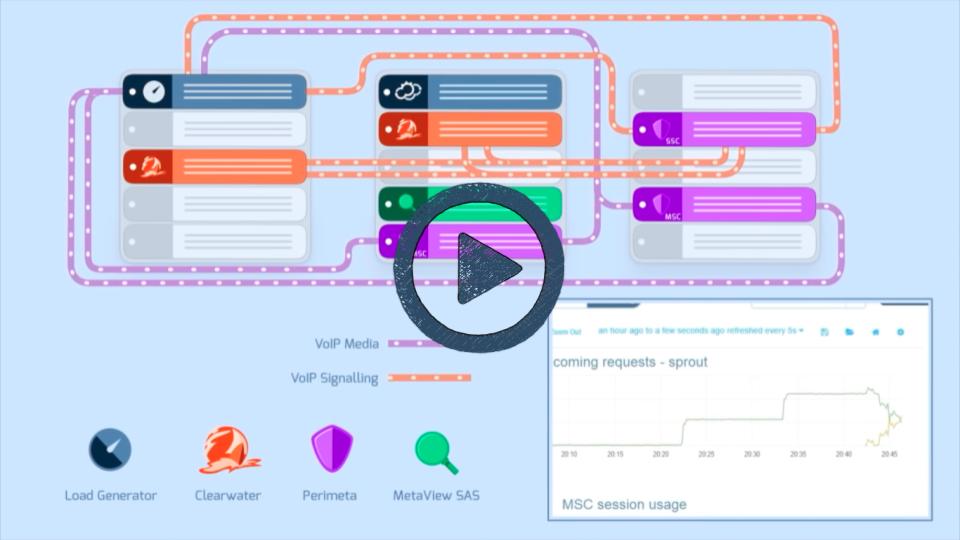 SSC
MSC
SC
VoIP Media
VoIP Signalling
Load Generator
Clearwater
Perimeta
MetaView SAS
oom Out
an hour ago to a few seconds ago refreshed every 5s
coming requests - sprout
20:10 20:15 20:20 20:25 20:30 20:35 20:40 20:45
MSC session usage